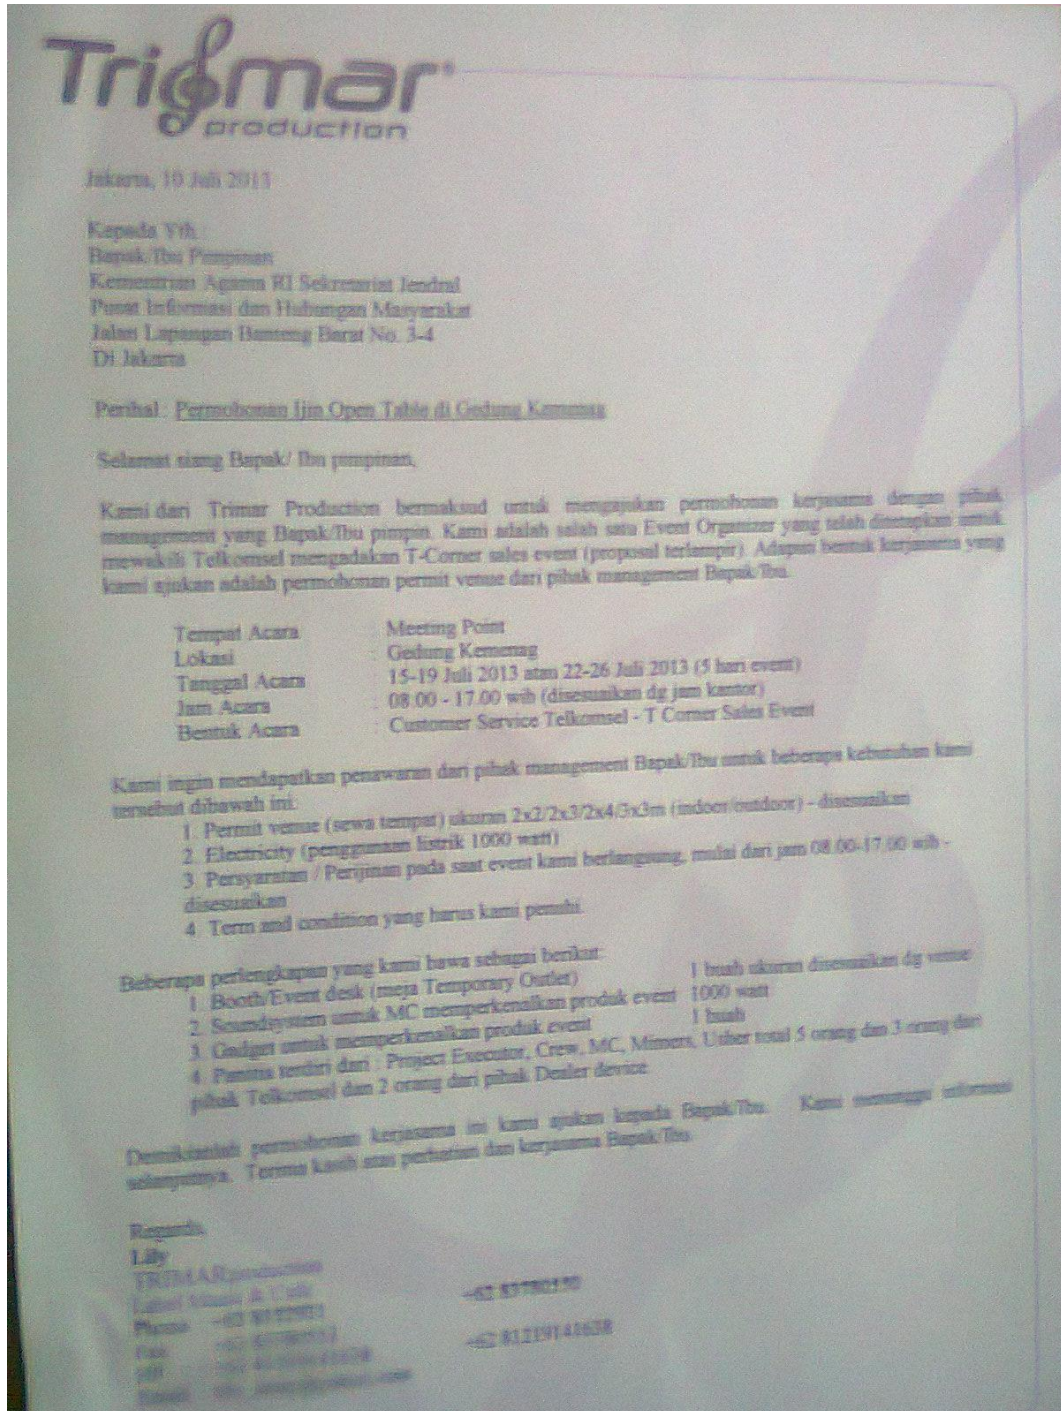 Trimar
production
Jakarta, 10 Juli 2013
Kepada Yth
Bapak/Ibu Pimpinan
Kementrian Agama RI Sekretariat Jendral
Pusat Informasi dan Hubungan Masyarakat
Jalan Lapangan Banteng Barat No. 3-4
Di Jakarta
Perihal : Permohonan Ijin Open Table di Gedung Kemenag
Selamat siang Bapak/ Ibu pimpinan,
Kami dari Trimar Production bermaksud untuk mengajukan permohonan kerjasama dengan pihak
management yang Bapak/Ibu pimpin. Kami adalah salah satu Event Organizer yang telah ditetapkan untuk
mewakili Telkomsel mengadakan T-Corner sales event (proposal terlampir). Adapun bentuk kerjasama yang
kami ajukan adalah permohonan permit venue dari pihak management Bapak/Ibu.
Tempat Acara : Meeting Point
Lokasi : Gedung Kemenag
Tanggal Acara : 15-19 Juli 2013 atau 22-26 Juli 2013 (5 hari event)
Jam Acara : 08.00 - 17.00 wib (disesuaikan dg jam kantor)
Bentuk Acara : Customer Service Telkomsel - T Corner Sales Event
Kami ingin mendapatkan penawaran dari pihak management Bapak/Ibu untuk beberapa kebutuhan kami
tersebut dibawah ini:
1. Permit venue (sewa tempat) ukuran 2x2/2x3/2x4/3x3m (indoor/outdoor) - disesuaikan
2. Electricity (penggunaan listrik 1000 watt)
3. Persyaratan / Perijinan pada saat event kami berlangsung, mulai dari jam 08.00-17.00 wib -
disesuaikan
4. Term and condition yang harus kami penuhi.
Beberapa perlengkapan yang kami bawa sebagai berikut:
1. Booth/Event desk (meja Temporary Outlet) 1 buah ukuran disesuaikan dg venue
2. Soundsystem untuk MC memperkenalkan produk event 1000 watt
3. Gadget untuk memperkenalkan produk event 1 buah
4. Panitia terdiri dari : Project Executor, Crew, MC, Mimers, Usher total 5 orang dan 3 orang dari
pihak Telkomsel dan 2 orang dari pihak Dealer device
Demikianlah permohonan kerjasama ini kami ajukan kepada Bapak/Ibu. Kami menunggu informasi
selanjutnya. Terima kasih atas perhatian dan kerjasama Bapak/Ibu.
Regards,
Lily
TRIMARproduction
Phone
Fax
HP
Email